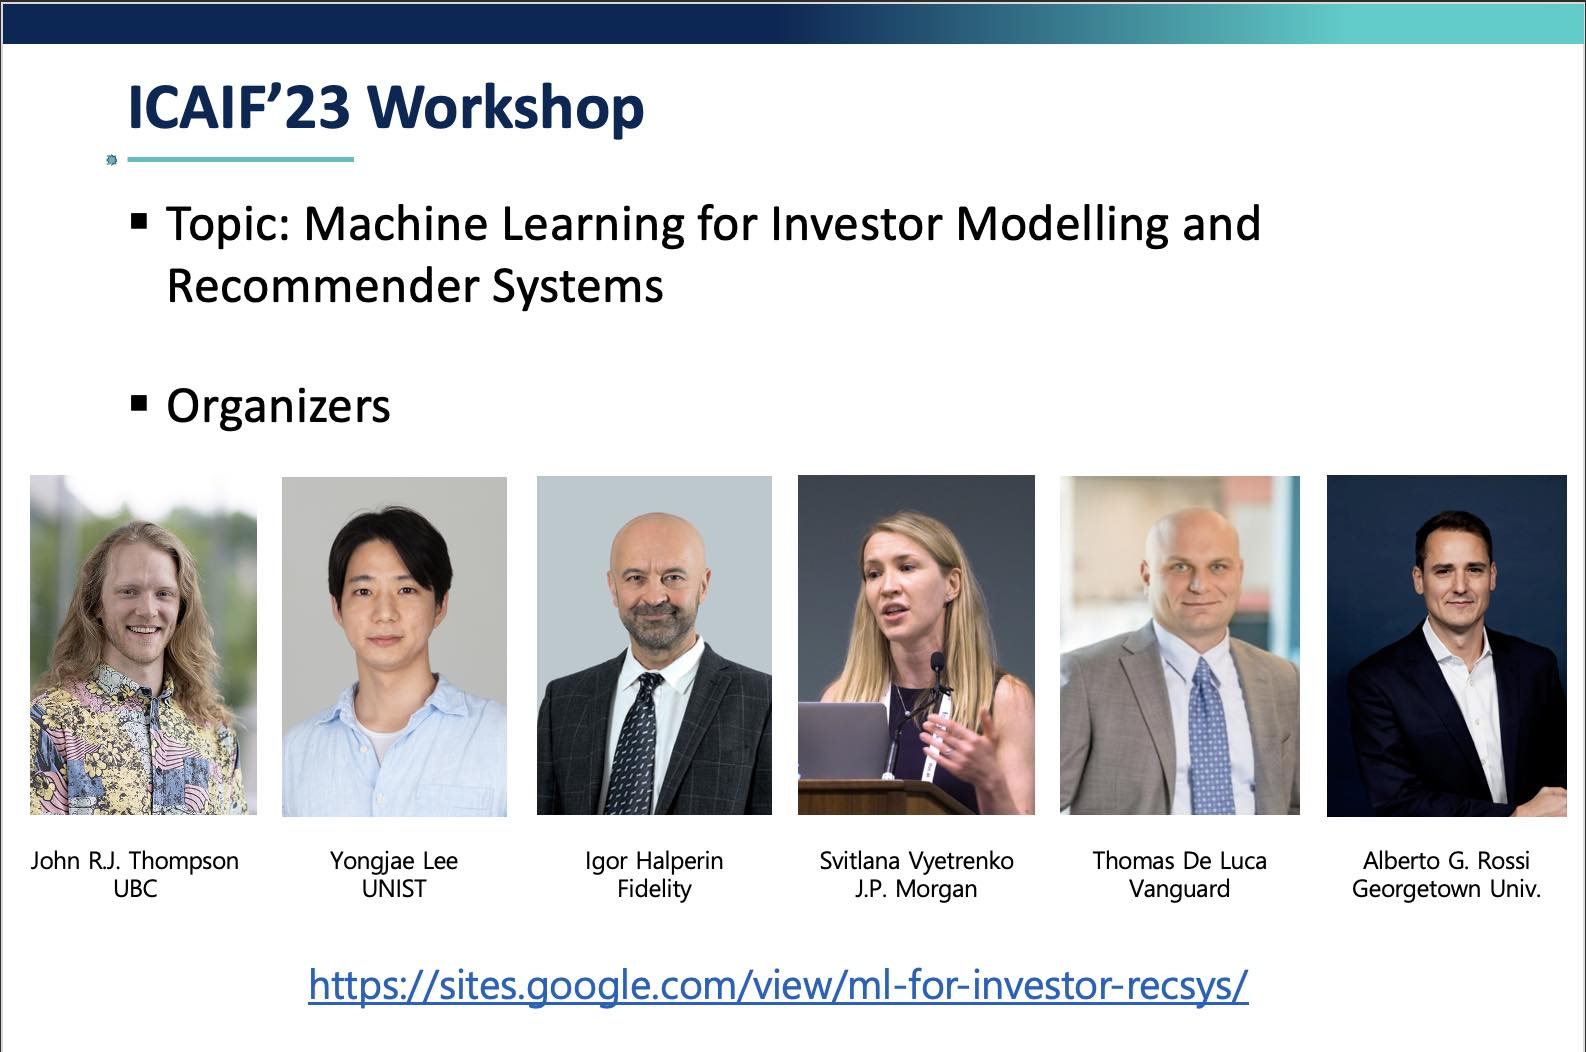 ICAIF’23 Workshop
▪ Topic: Machine Learning for Investor Modelling and
Recommender Systems
▪ Organizers
John R.J. Thompson
UBC
Yongjae Lee
UNIST
Igor Halperin
Fidelity
Svitlana Vyetrenko
J.P. Morgan
Thomas De Luca
Vanguard
Alberto G. Rossi
Georgetown Univ.
https://sites.google.com/view/ml-for-investor-recsys/